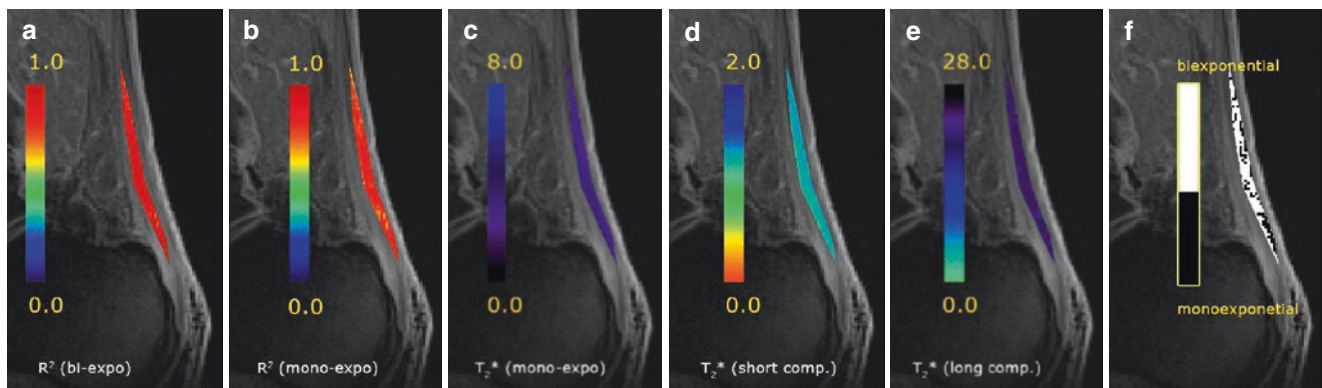 a
1.0
0.0
R² (bi-expo)
b
1.0
0.0
R² (mono-expo)
c
8.0
0.0
T₂* (mono-expo)
d
2.0
0.0
T₂* (short comp.)
e
28.0
0.0
T₂* (long comp.)
f
biexponential
monoexponetial